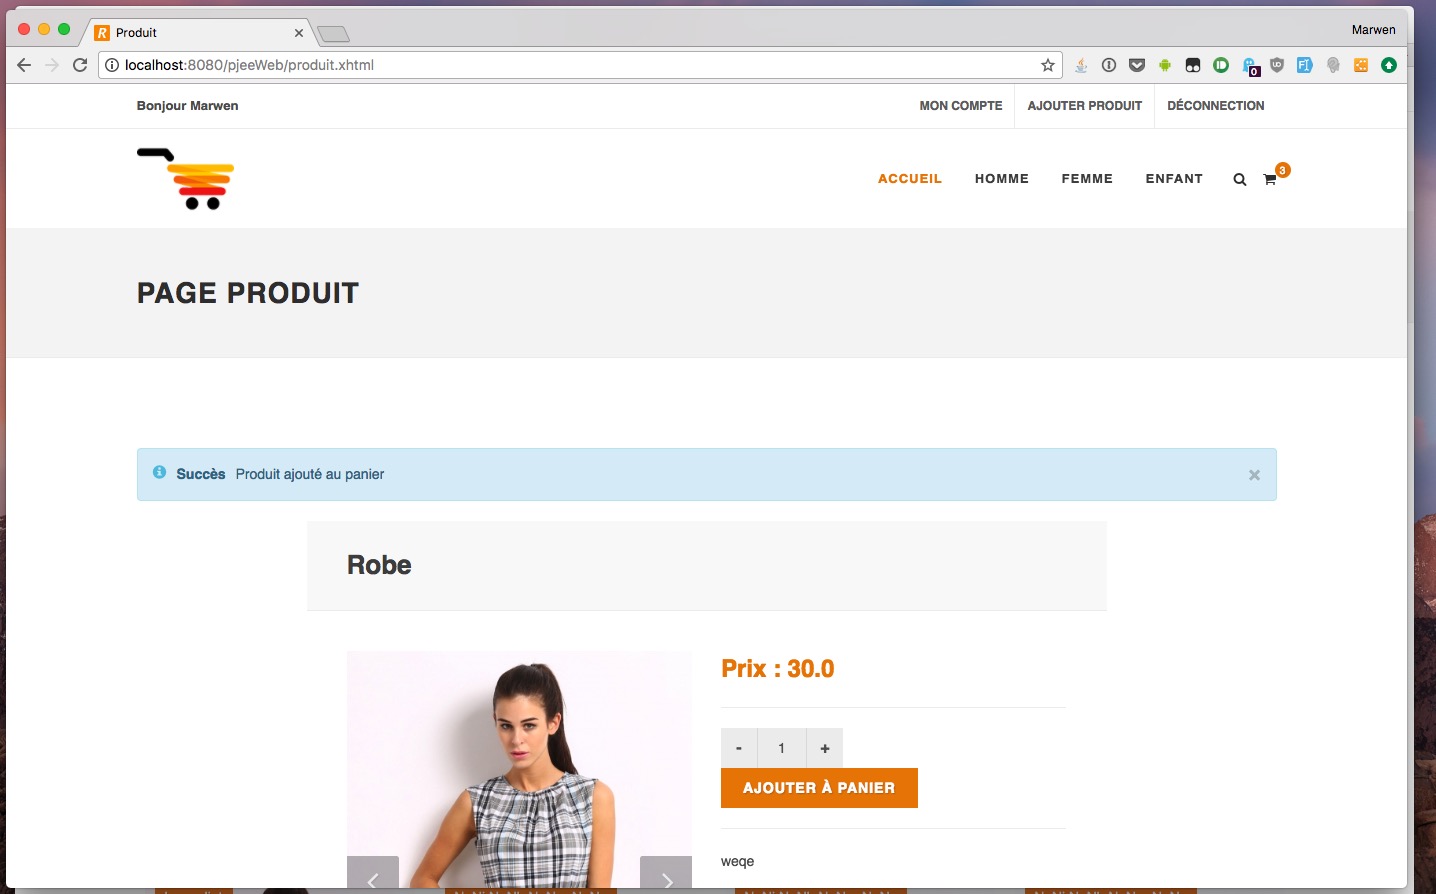 Produit
Marwen
localhost:8080/pjeeWeb/produit.xhtml
0
Bonjour Marwen
MON COMPTE
AJOUTER PRODUIT
DÉCONNECTION
ACCUEIL
HOMME
FEMME
ENFANT
3
PAGE PRODUIT
Succès Produit ajouté au panier
Robe
Prix : 30.0
- 1 +
AJOUTER À PANIER
weqe